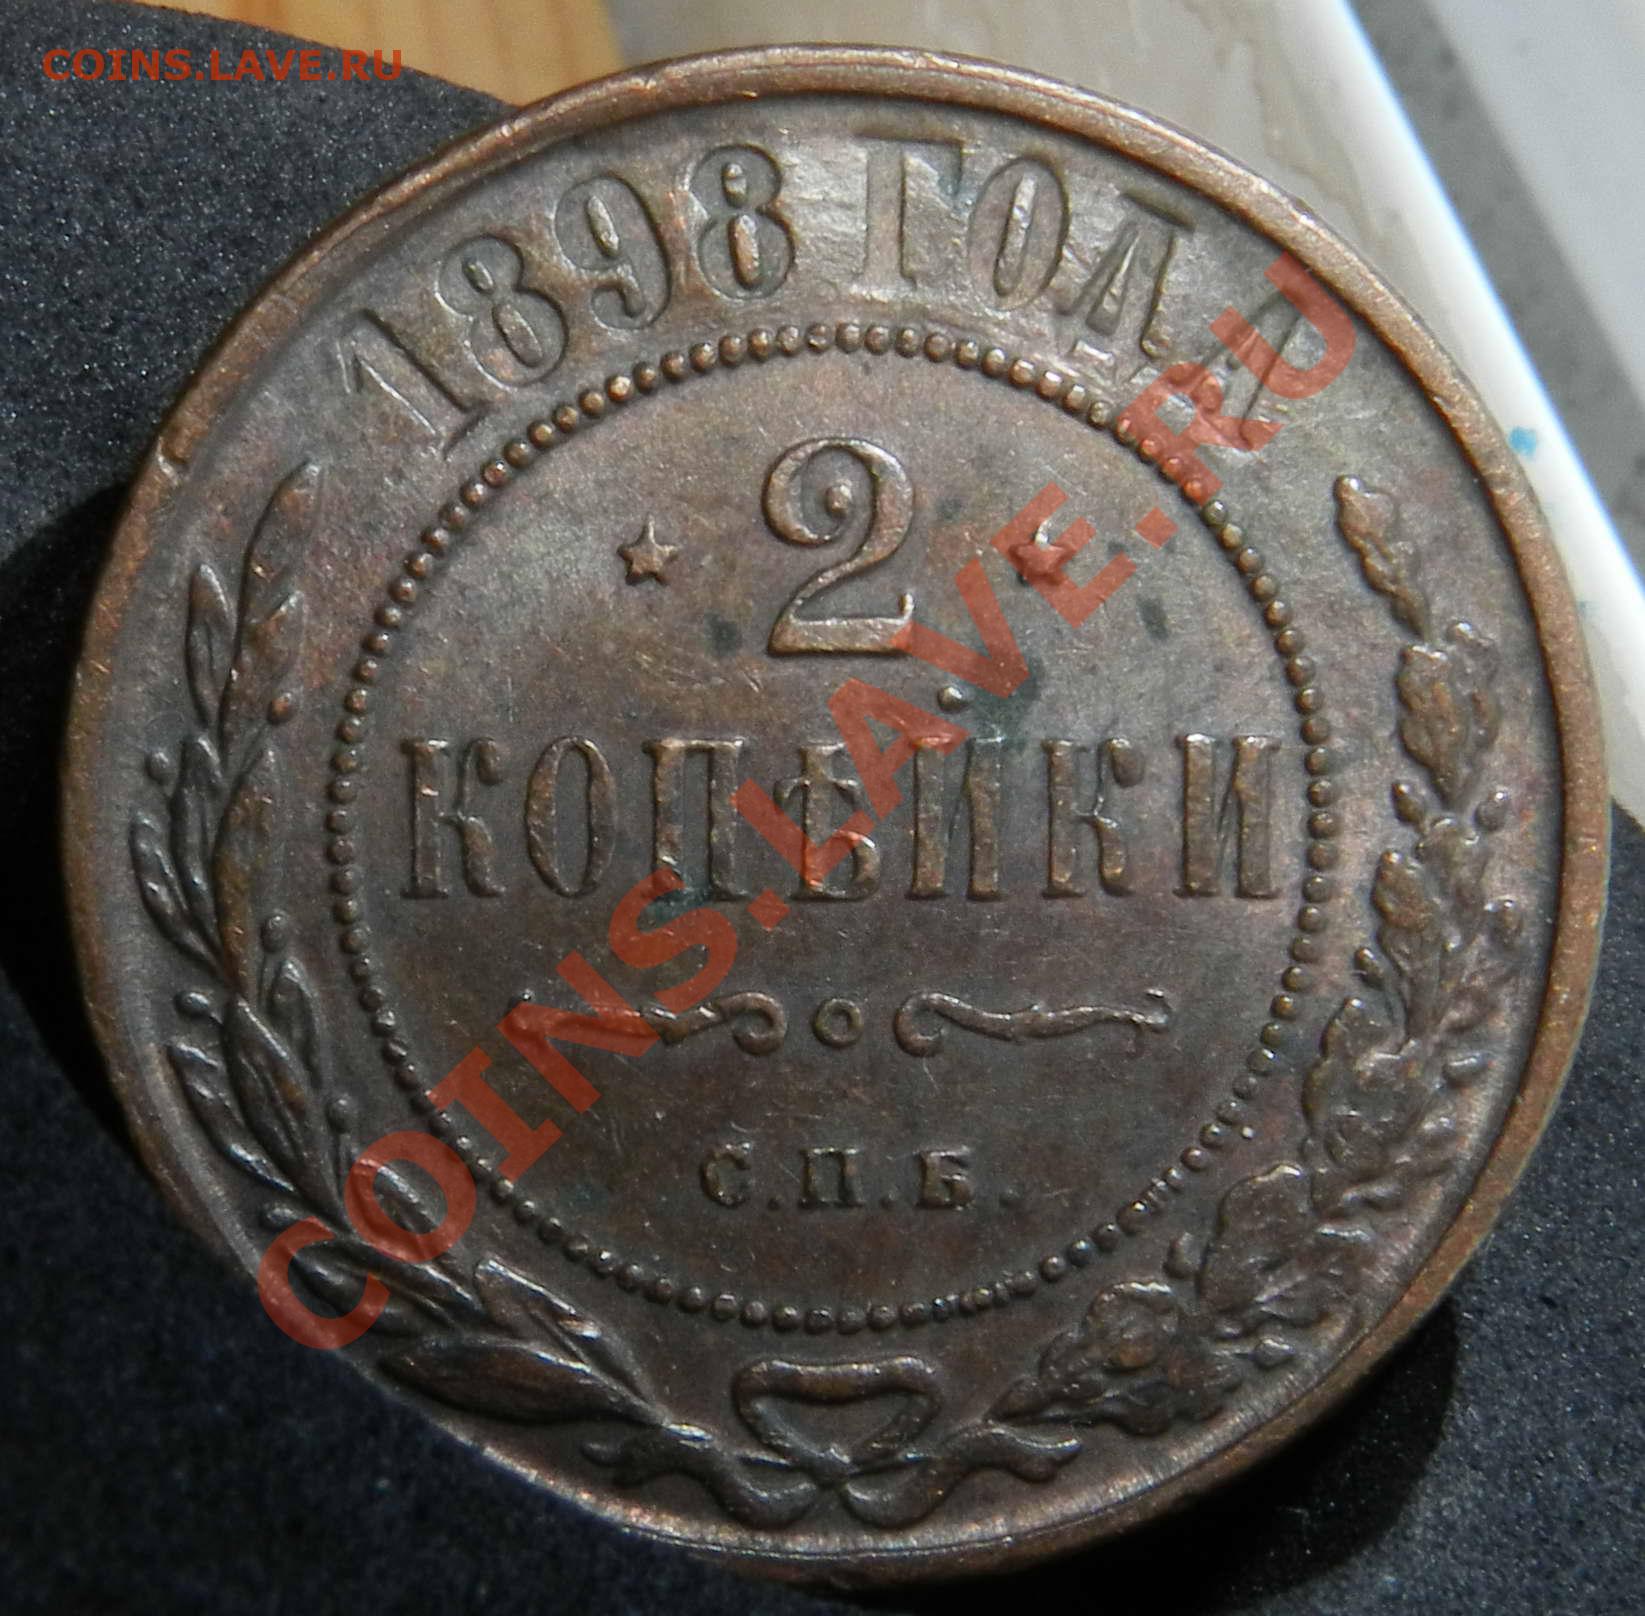 COINS.LAVE.RU
1898 ГОДА
2
КОПѢЙКИ
С.П.Б.
COINS.LAVE.RU